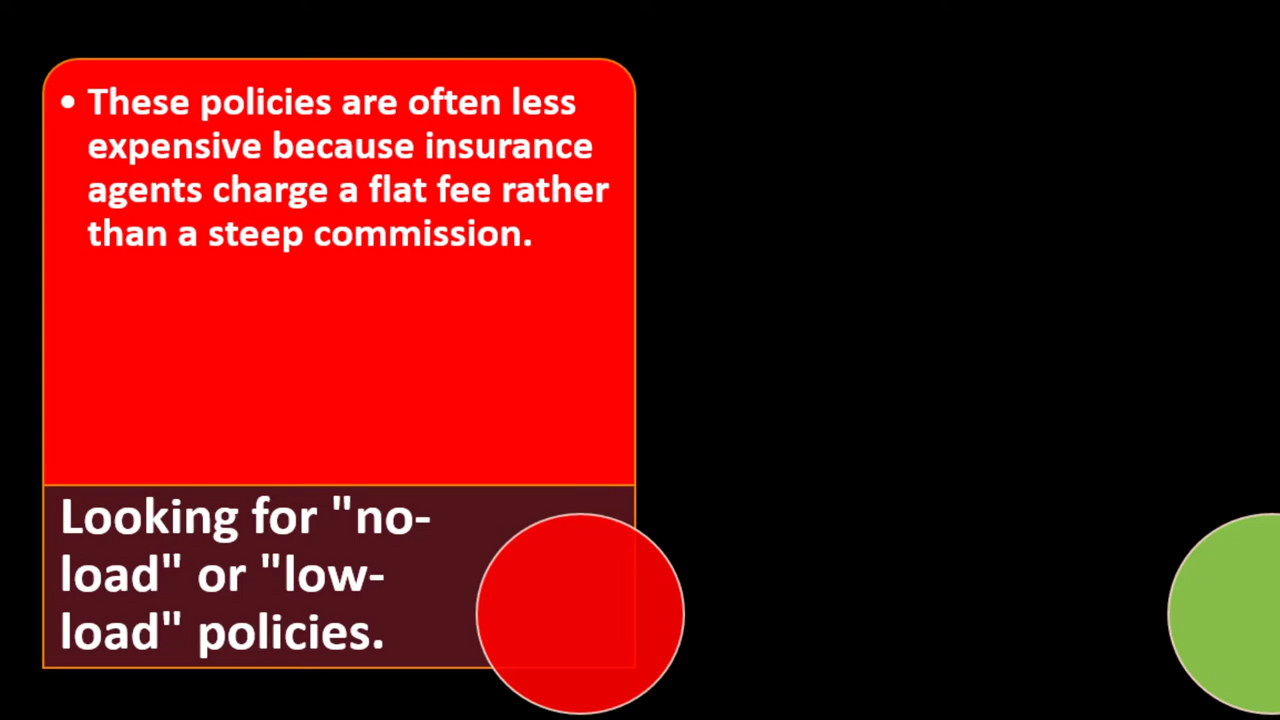 • These policies are often less
expensive because insurance
agents charge a flat fee rather
than a steep commission.
Looking for "no-
load" or "low-
load" policies.